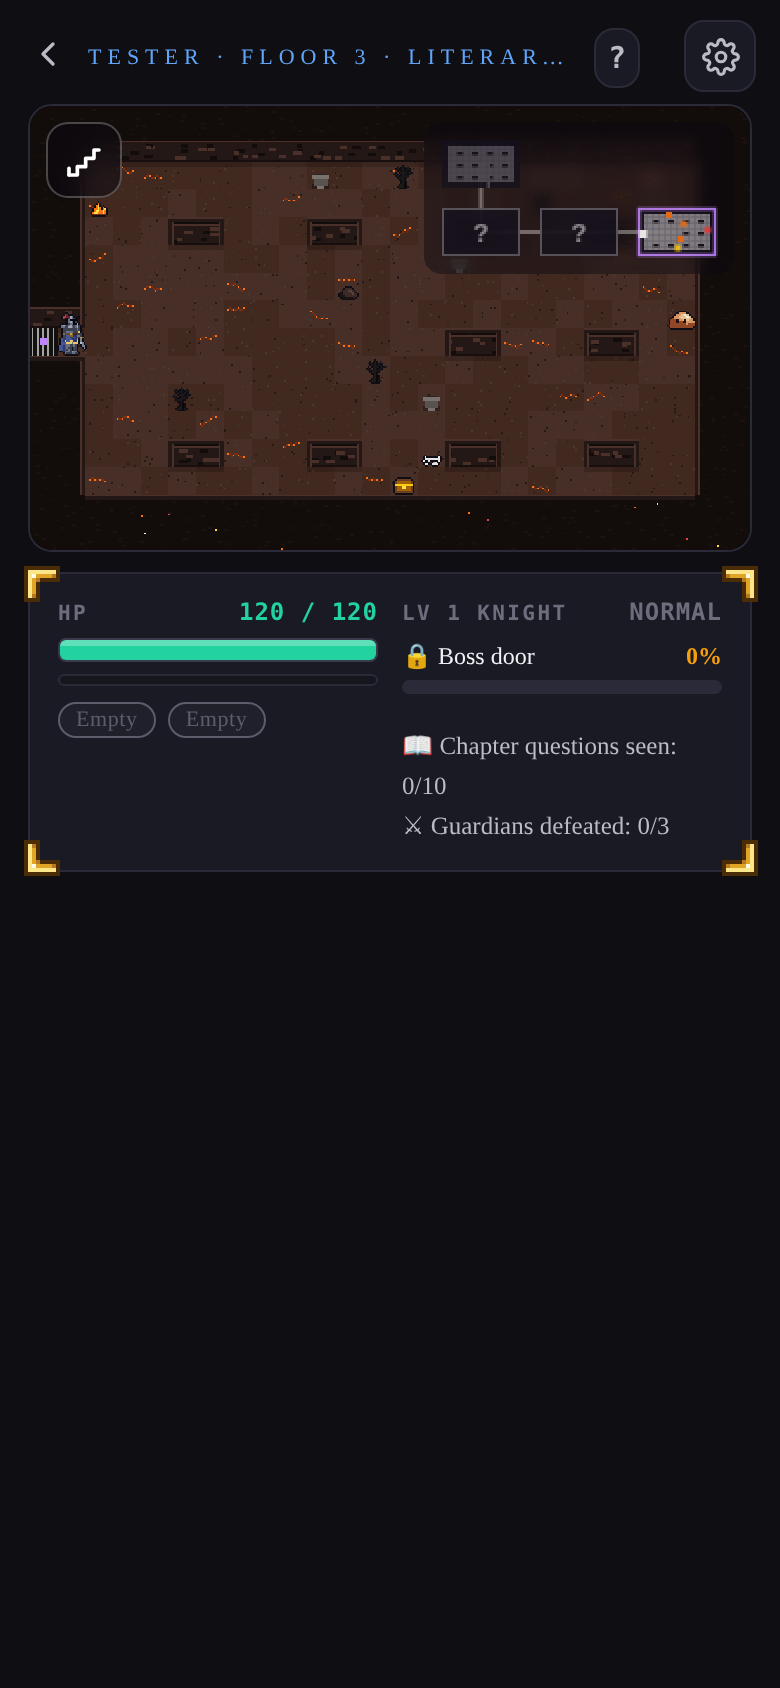 TESTER · FLOOR 3 · LITERAR...
?
? ?
HP 120 / 120
LV 1 KNIGHT NORMAL
🔒 Boss door 0%
Empty Empty
📖 Chapter questions seen:
0/10
⚔ Guardians defeated: 0/3